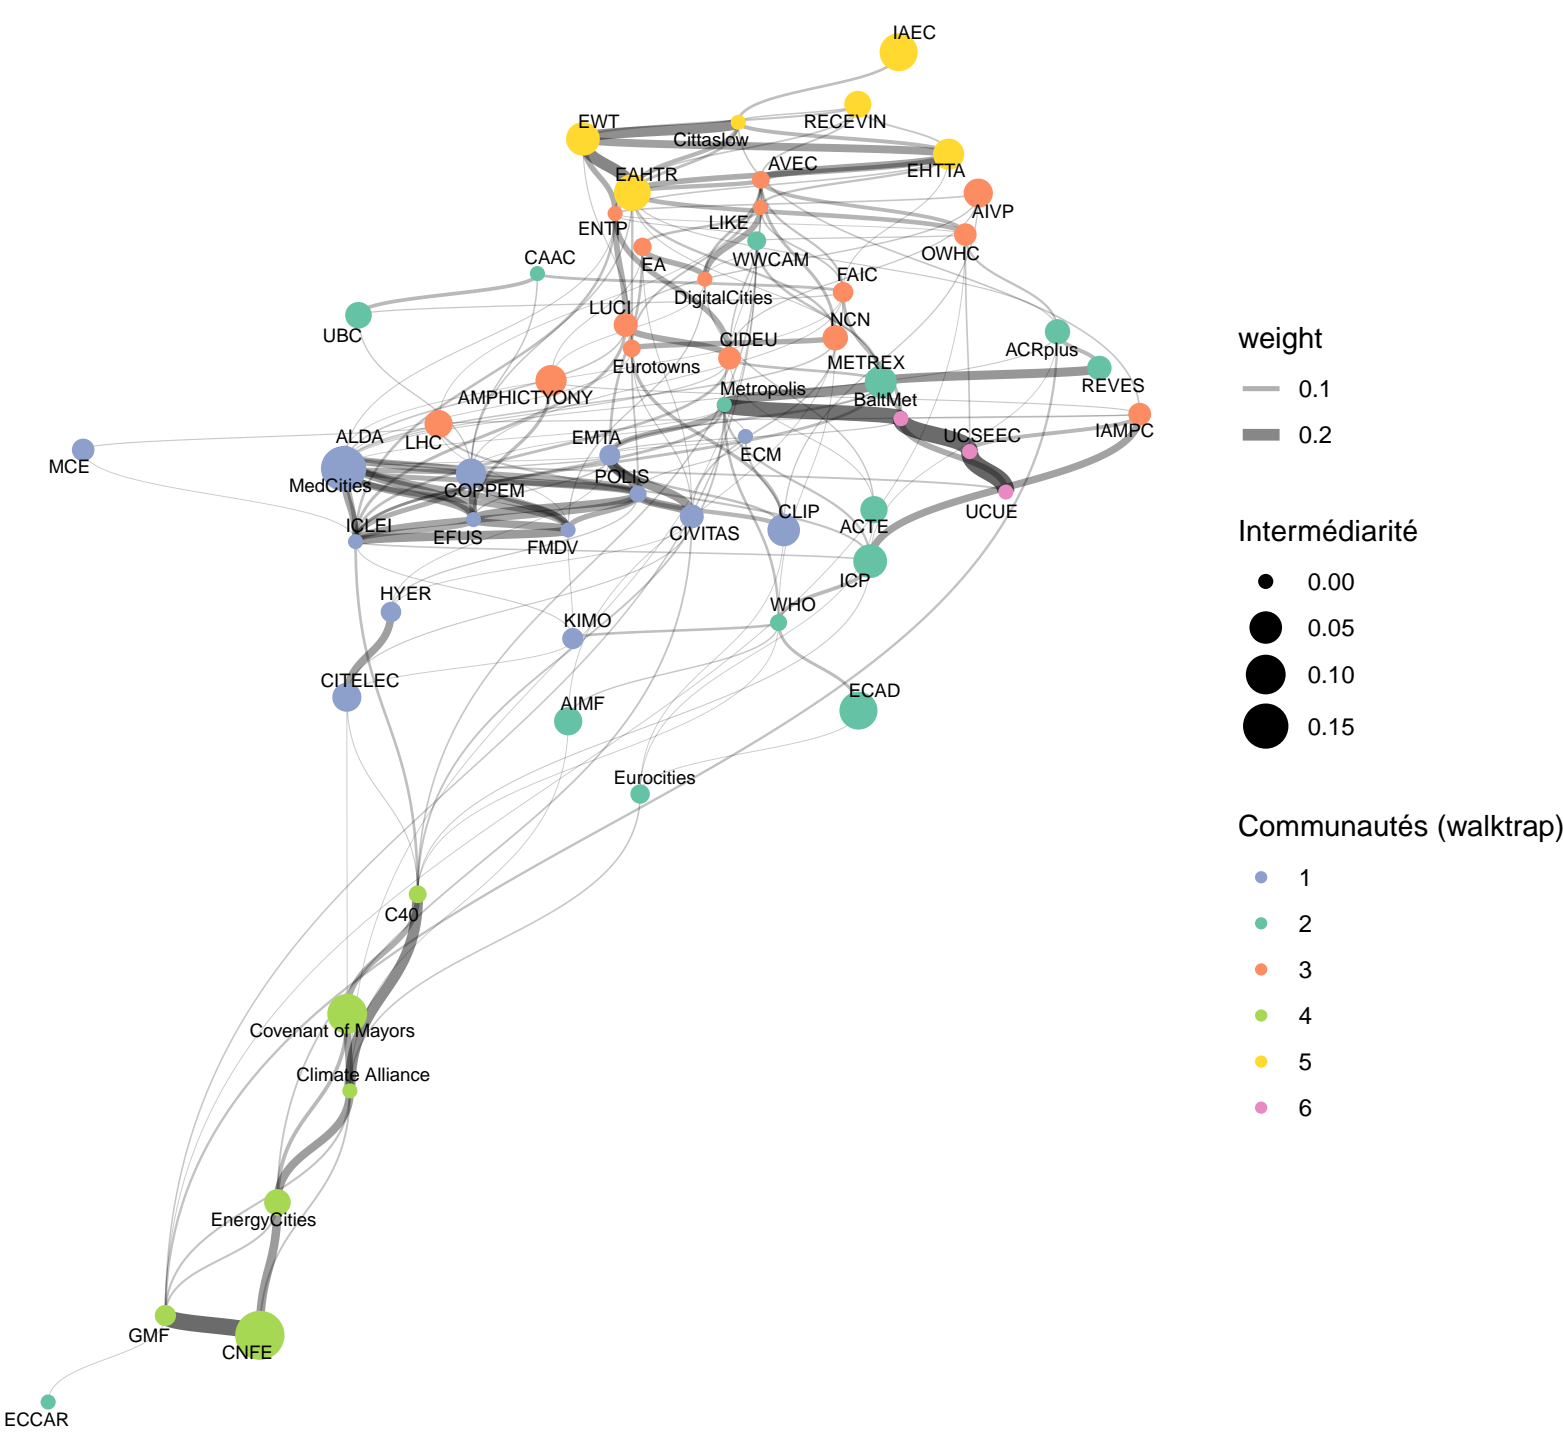 IAEC
RECEVIN
EWT
Cittaslow
AVEC
EHTTA
EAHTR
AIVP
ENTP
LIKE
OWHC
CAAC
EA
WWCAM
FAIC
DigitalCities
UBC
LUCI
NCN
CIDEU
ACRplus
Eurotowns
METREX
REVES
AMPHICTYONY
Metropolis
BaltMet
LHC
ALDA
EMTA
ECM
UCSEEC
IAMPC
MCE
MedCities
COPPEM
POLIS
UCUE
ICLEI
EFUS
FMDV
CIVITAS
CLIP
ACTE
ICP
HYER
KIMO
WHO
CITELEC
AIMF
ECAD
Eurocities
C40
Covenant of Mayors
Climate Alliance
EnergyCities
GMF
CNFE
ECCAR
weight
0.1
0.2
Intermédiarité
0.00
0.05
0.10
0.15
Communautés (walktrap)
1
2
3
4
5
6